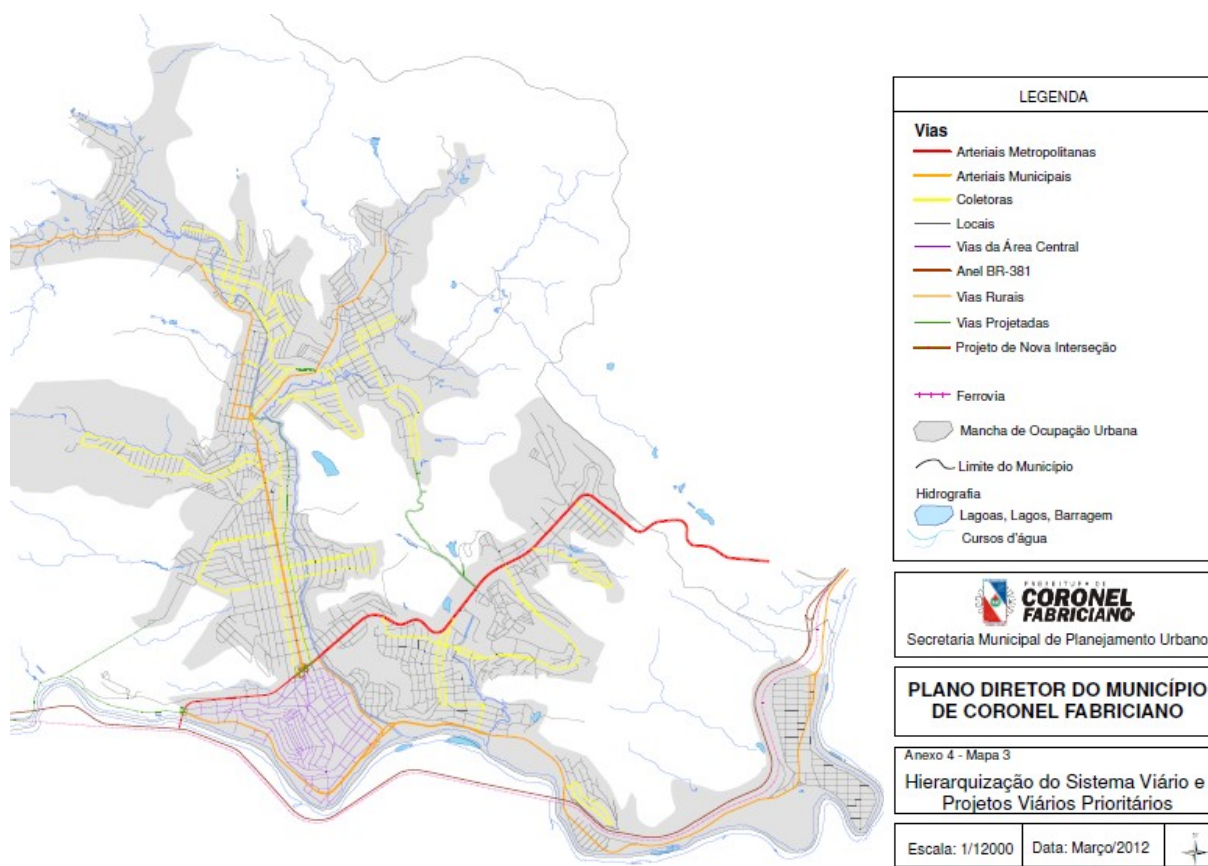 LEGENDA
Vias
Arteriais Metropolitanas
Arteriais Municipais
Coletoras
Locais
Vias da Área Central
Anel BR-381
Vias Rurais
Vias Projetadas
Projeto de Nova Interseção
Ferrovia
Mancha de Ocupação Urbana
Limite do Município
Hidrografia
Lagoas, Lagos, Barragem
Cursos d'água
PREFEITURA DE
CORONEL
FABRICIANO
Secretaria Municipal de Planejamento Urbano
PLANO DIRETOR DO MUNICÍPIO
DE CORONEL FABRICIANO
Anexo 4 - Mapa 3
Hierarquização do Sistema Viário e
Projetos Viários Prioritários
Escala: 1/12000
Data: Março/2012